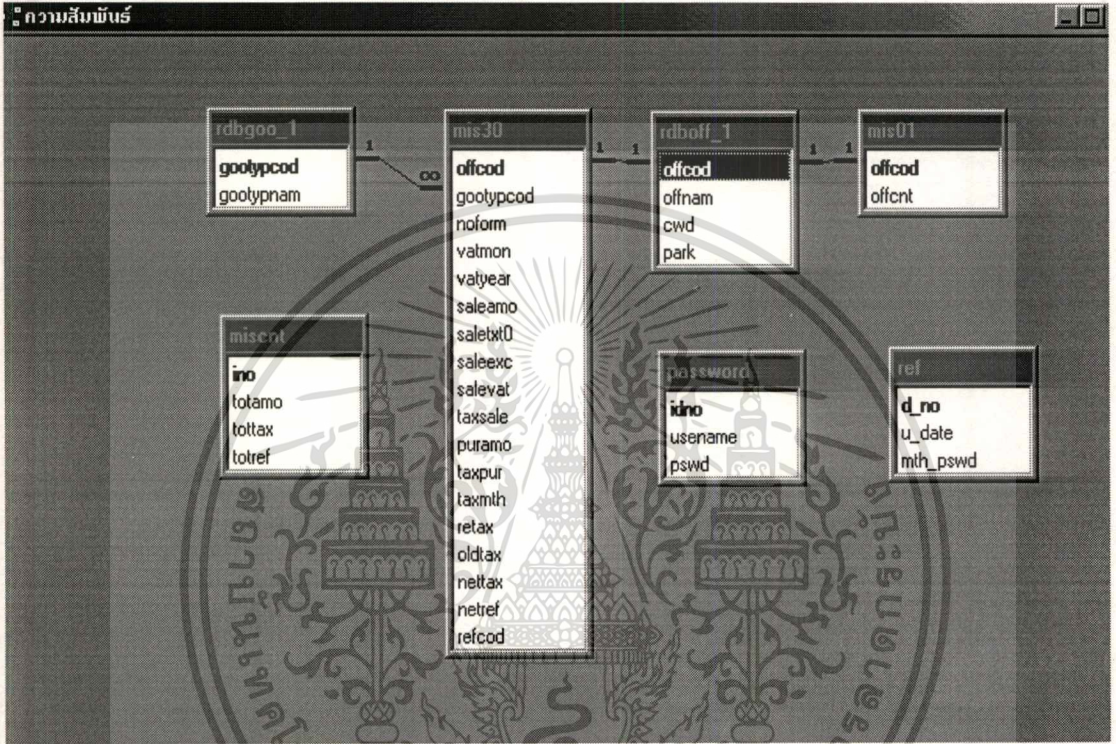 ความสัมพันธ์
rdbgoo_1
gootypcod
gootypnam
1
∞
mis30
offcod
gootypcod
noform
vatmon
vatyear
saleamo
saletxt0
saleexc
salevat
taxsale
puramo
taxpur
taxmth
retax
oldtax
nettax
netref
refcod
1
1
rdboff_1
offcod
offnam
cwd
park
1
1
mis01
offcod
offcnt
miscnt
ino
totamo
tottax
totref
password
idno
usename
pswd
ref
d_no
u_date
mth_pswd